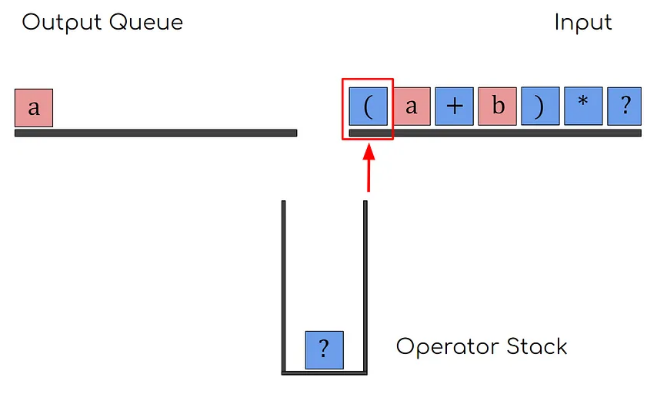 Output Queue Input
a ( a + b ) * ?
?
Operator Stack